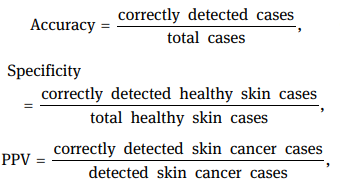 Accuracy = correctly detected cases / total cases,
Specificity
= correctly detected healthy skin cases / total healthy skin cases,
PPV = correctly detected skin cancer cases / detected skin cancer cases,